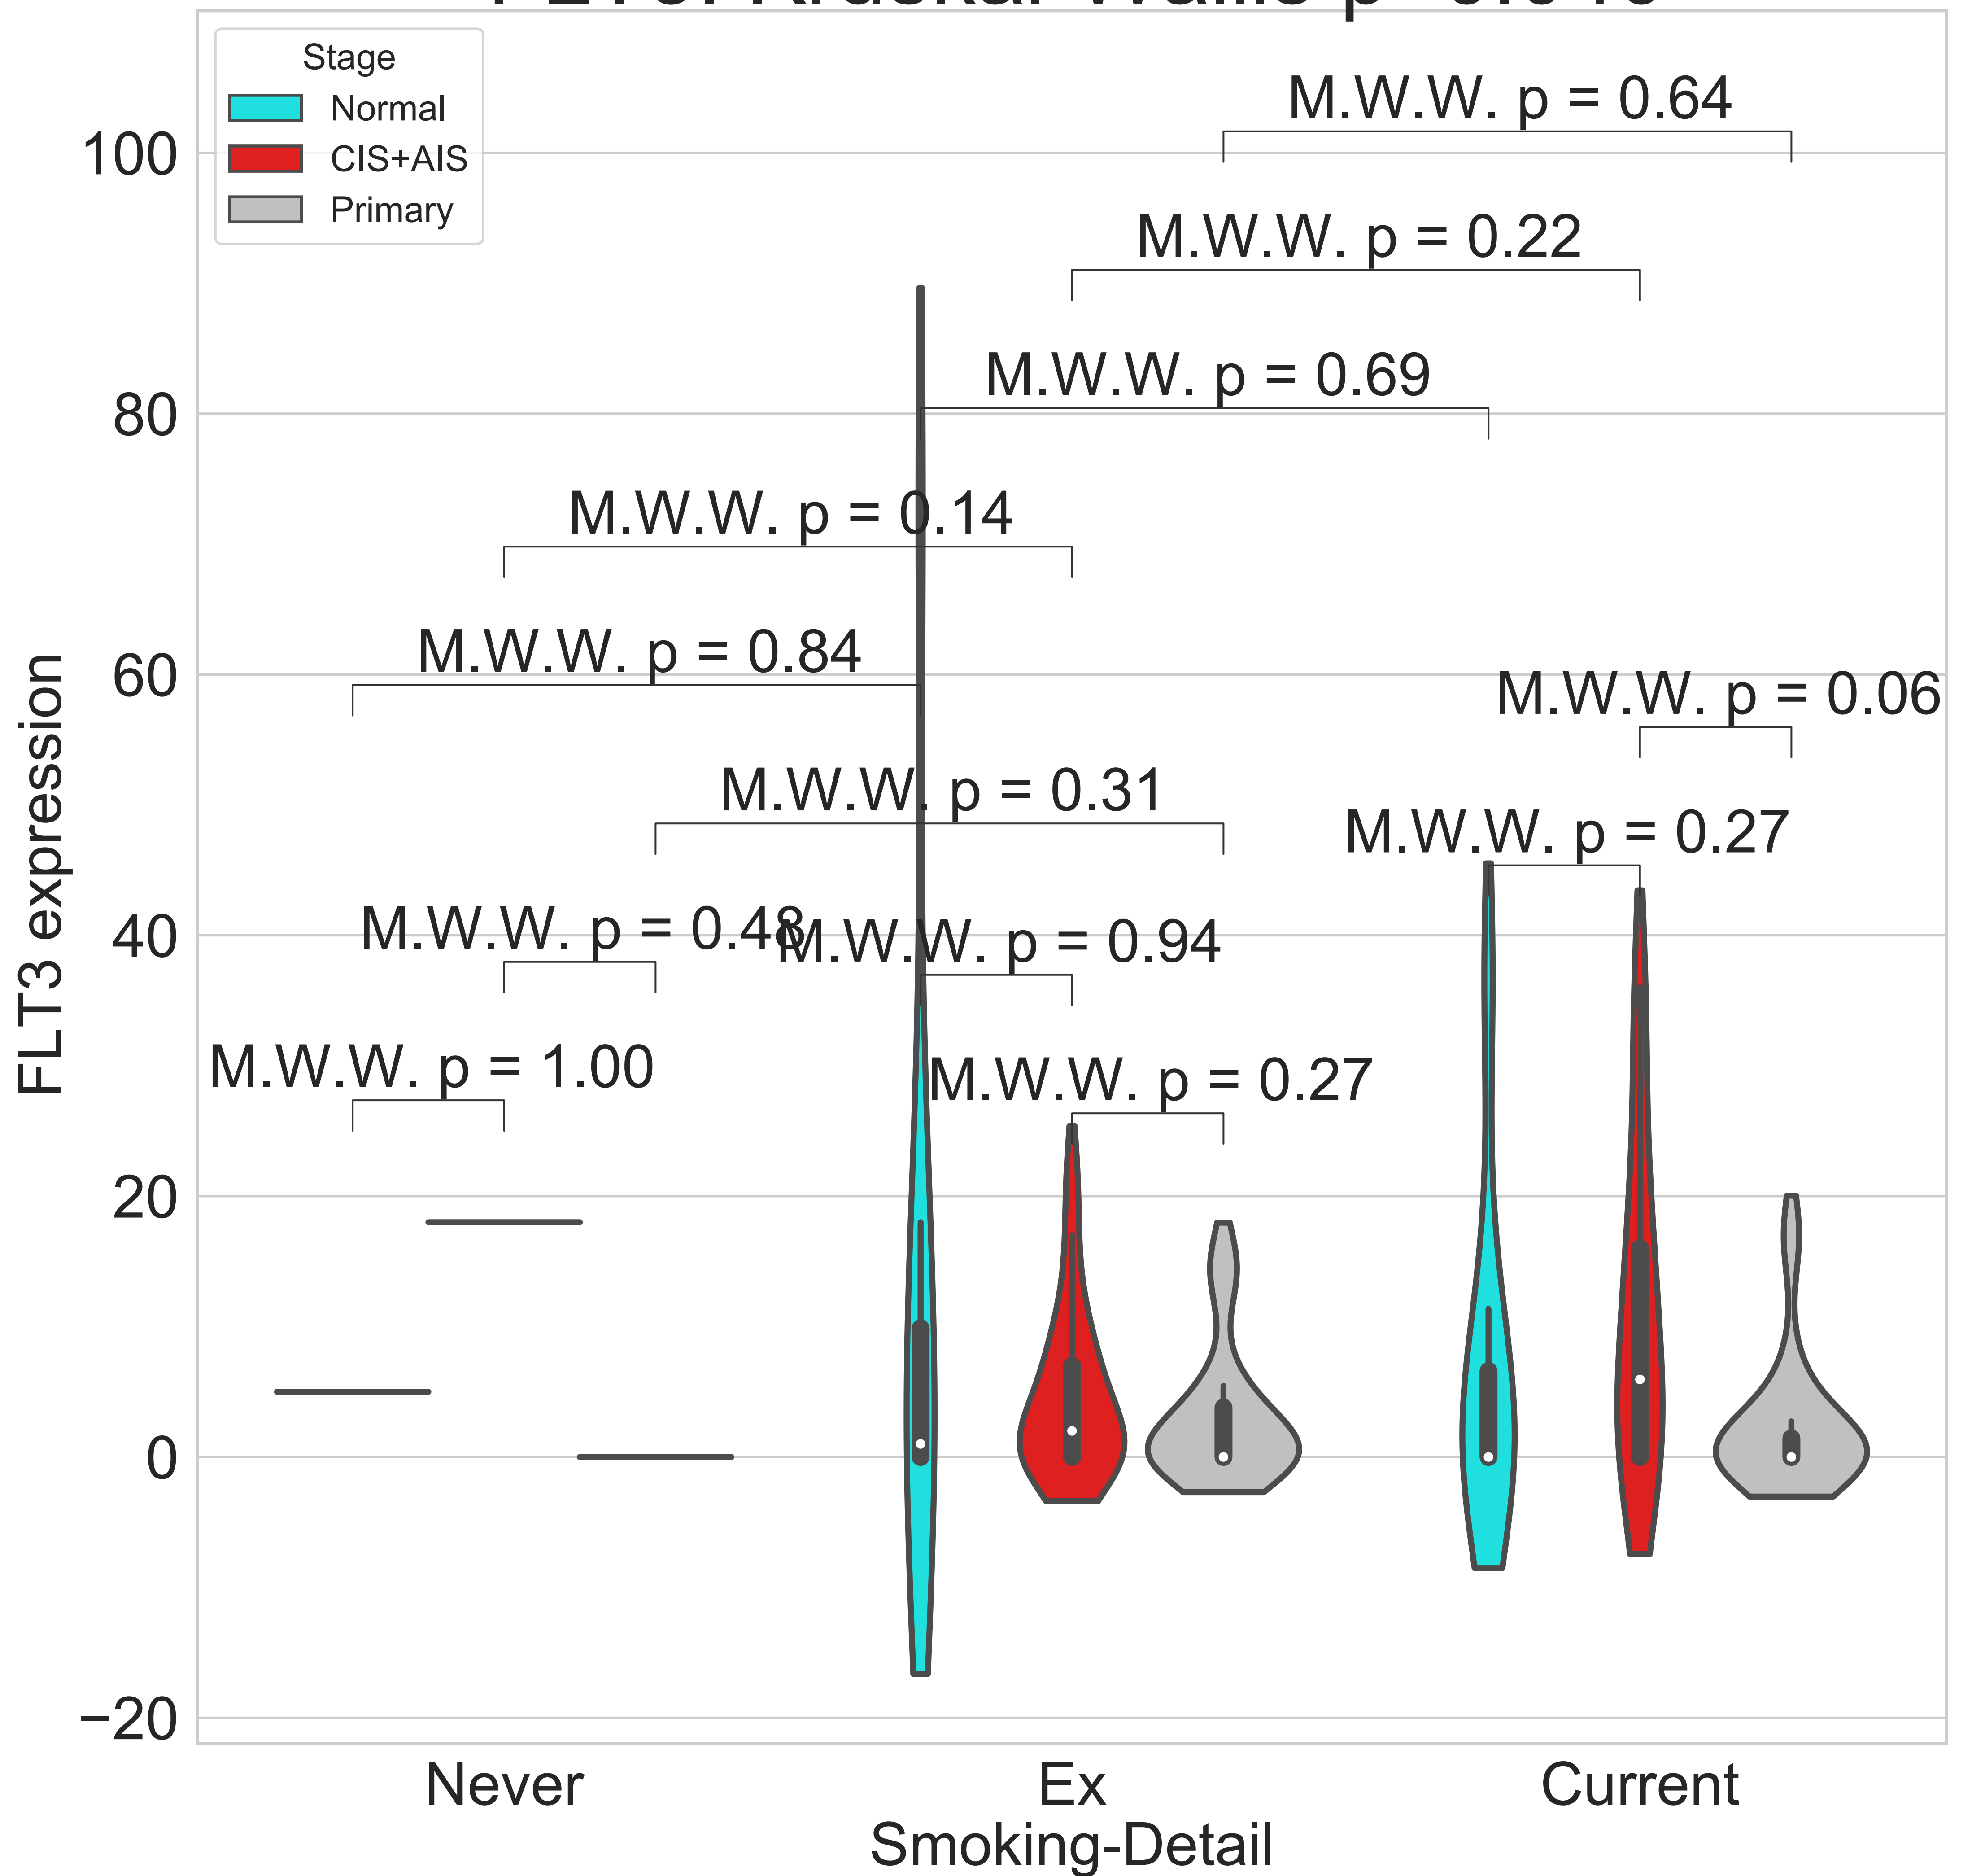 Stage
Normal
CIS+AIS
Primary
M.W.W. p = 0.64
M.W.W. p = 0.22
M.W.W. p = 0.69
M.W.W. p = 0.14
M.W.W. p = 0.84
M.W.W. p = 0.06
M.W.W. p = 0.31
M.W.W. p = 0.27
M.W.W. p = 0.48
M.W.W. p = 0.94
M.W.W. p = 1.00
M.W.W. p = 0.27
100
80
60
40
20
0
−20
FLT3 expression
Never
Ex
Current
Smoking-Detail